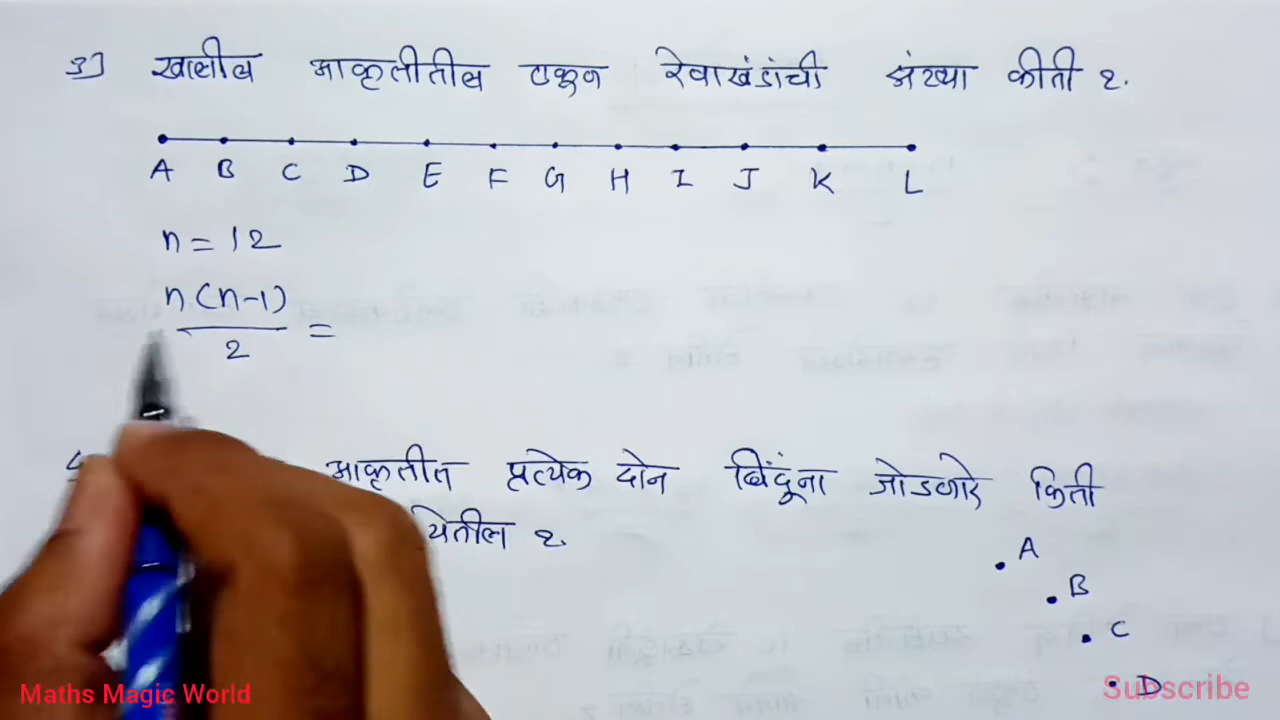 3] खालील आकृतीतील एकूण रेषाखंडांची संख्या कीती ?.
A B C D E F G H I J K L
n = 12
n(n-1)
2
=
आकृतीत प्रत्येक दोन बिंदूंना जोडणारे किती
येतील ?.
A
B
C
D
Maths Magic World
Subscribe